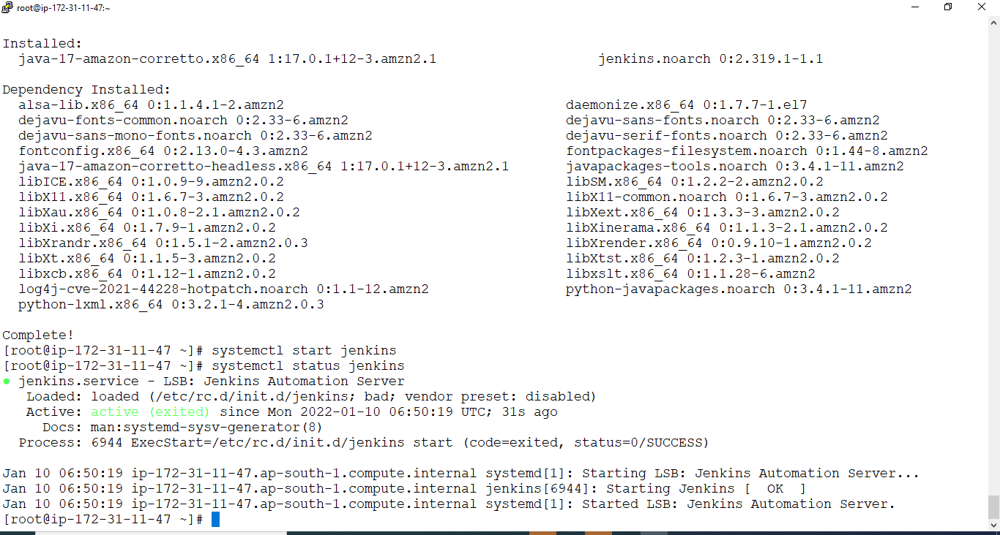 root@ip-172-31-11-47:~
Installed:
java-17-amazon-corretto.x86_64 1:17.0.1+12-3.amzn2.1 jenkins.noarch 0:2.319.1-1.1
Dependency Installed:
alsa-lib.x86_64 0:1.1.4.1-2.amzn2 daemonize.x86_64 0:1.7.7-1.el7
dejavu-fonts-common.noarch 0:2.33-6.amzn2 dejavu-sans-fonts.noarch 0:2.33-6.amzn2
dejavu-sans-mono-fonts.noarch 0:2.33-6.amzn2 dejavu-serif-fonts.noarch 0:2.33-6.amzn2
fontconfig.x86_64 0:2.13.0-4.3.amzn2 fontpackages-filesystem.noarch 0:1.44-8.amzn2
java-17-amazon-corretto-headless.x86_64 1:17.0.1+12-3.amzn2.1 javapackages-tools.noarch 0:3.4.1-11.amzn2
libICE.x86_64 0:1.0.9-9.amzn2.0.2 libSM.x86_64 0:1.2.2-2.amzn2.0.2
libX11.x86_64 0:1.6.7-3.amzn2.0.2 libX11-common.noarch 0:1.6.7-3.amzn2.0.2
libXau.x86_64 0:1.0.8-2.1.amzn2.0.2 libXext.x86_64 0:1.3.3-3.amzn2.0.2
libXi.x86_64 0:1.7.9-1.amzn2.0.2 libXinerama.x86_64 0:1.1.3-2.1.amzn2.0.2
libXrandr.x86_64 0:1.5.1-2.amzn2.0.3 libXrender.x86_64 0:0.9.10-1.amzn2.0.2
libXt.x86_64 0:1.1.5-3.amzn2.0.2 libXtst.x86_64 0:1.2.3-1.amzn2.0.2
libxcb.x86_64 0:1.12-1.amzn2.0.2 libxslt.x86_64 0:1.1.28-6.amzn2
log4j-cve-2021-44228-hotpatch.noarch 0:1.1-12.amzn2 python-javapackages.noarch 0:3.4.1-11.amzn2
python-lxml.x86_64 0:3.2.1-4.amzn2.0.3
Complete!
[root@ip-172-31-11-47 ~]# systemctl start jenkins
[root@ip-172-31-11-47 ~]# systemctl status jenkins
● jenkins.service - LSB: Jenkins Automation Server
Loaded: loaded (/etc/rc.d/init.d/jenkins; bad; vendor preset: disabled)
Active: active (exited) since Mon 2022-01-10 06:50:19 UTC; 31s ago
Docs: man:systemd-sysv-generator(8)
Process: 6944 ExecStart=/etc/rc.d/init.d/jenkins start (code=exited, status=0/SUCCESS)
Jan 10 06:50:19 ip-172-31-11-47.ap-south-1.compute.internal systemd[1]: Starting LSB: Jenkins Automation Server...
Jan 10 06:50:19 ip-172-31-11-47.ap-south-1.compute.internal jenkins[6944]: Starting Jenkins [  OK  ]
Jan 10 06:50:19 ip-172-31-11-47.ap-south-1.compute.internal systemd[1]: Started LSB: Jenkins Automation Server.
[root@ip-172-31-11-47 ~]#